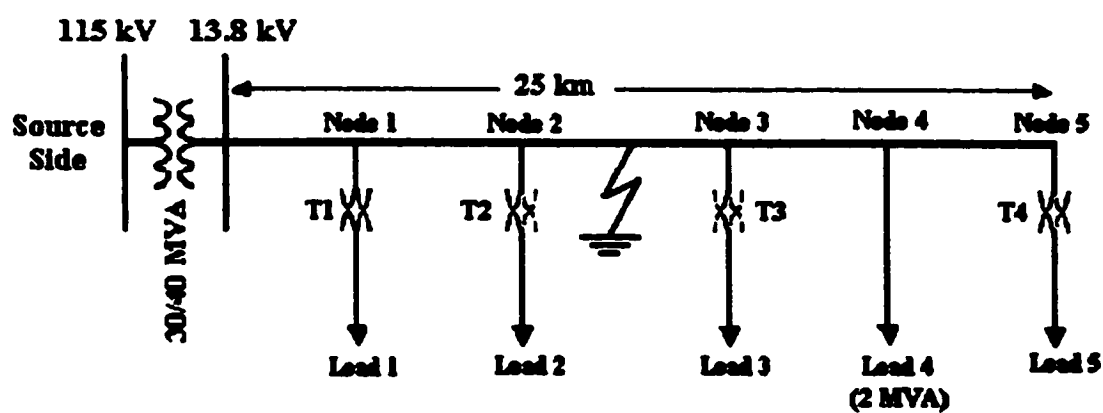 115 kV 13.8 kV
25 km
Source
Side
Node 1 Node 2 Node 3 Node 4 Node 5
T1 T2 T3 T4
30/40 MVA
Load 1 Load 2 Load 3 Load 4 Load 5
(2 MVA)